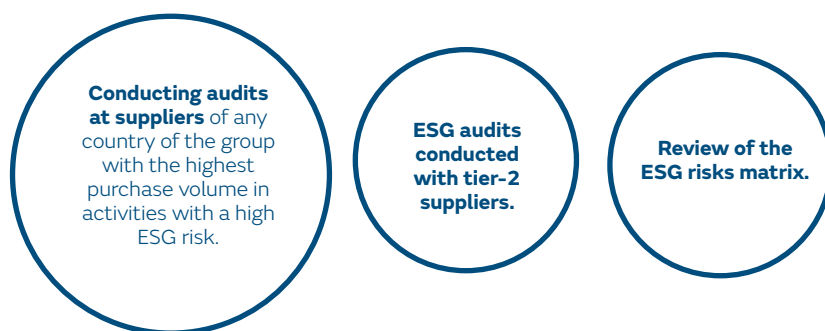 Conducting audits
at suppliers of any
country of the group
with the highest
purchase volume in
activities with a high
ESG risk.
ESG audits
conducted
with tier-2
suppliers.
Review of the
ESG risks matrix.